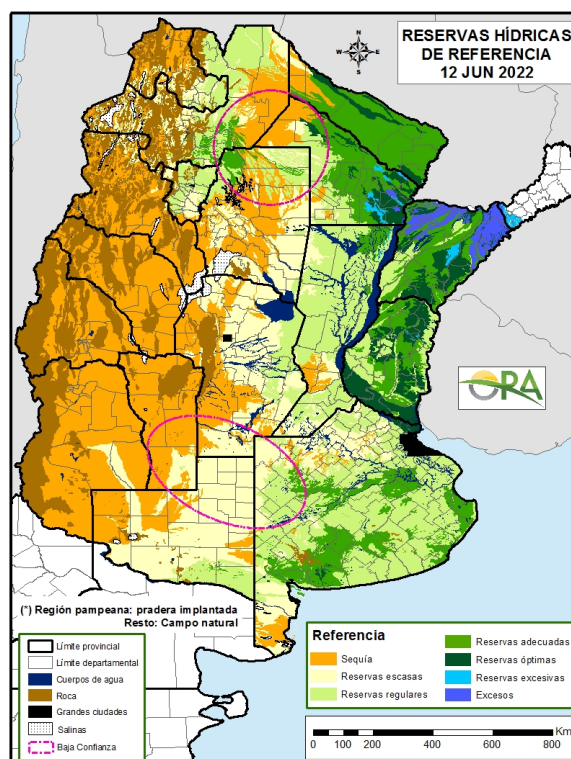 RESERVAS HÍDRICAS
DE REFERENCIA
12 JUN 2022
N
W
E
S
ORA
(*) Región pampeana: pradera implantada
Resto: Campo natural
Límite provincial
Límite departamental
Cuerpos de agua
Roca
Grandes ciudades
Salinas
Baja Confianza
Referencia
Sequía
Reservas escasas
Reservas regulares
Reservas adecuadas
Reservas óptimas
Reservas excesivas
Excesos
Km
0 100 200 400 600 800